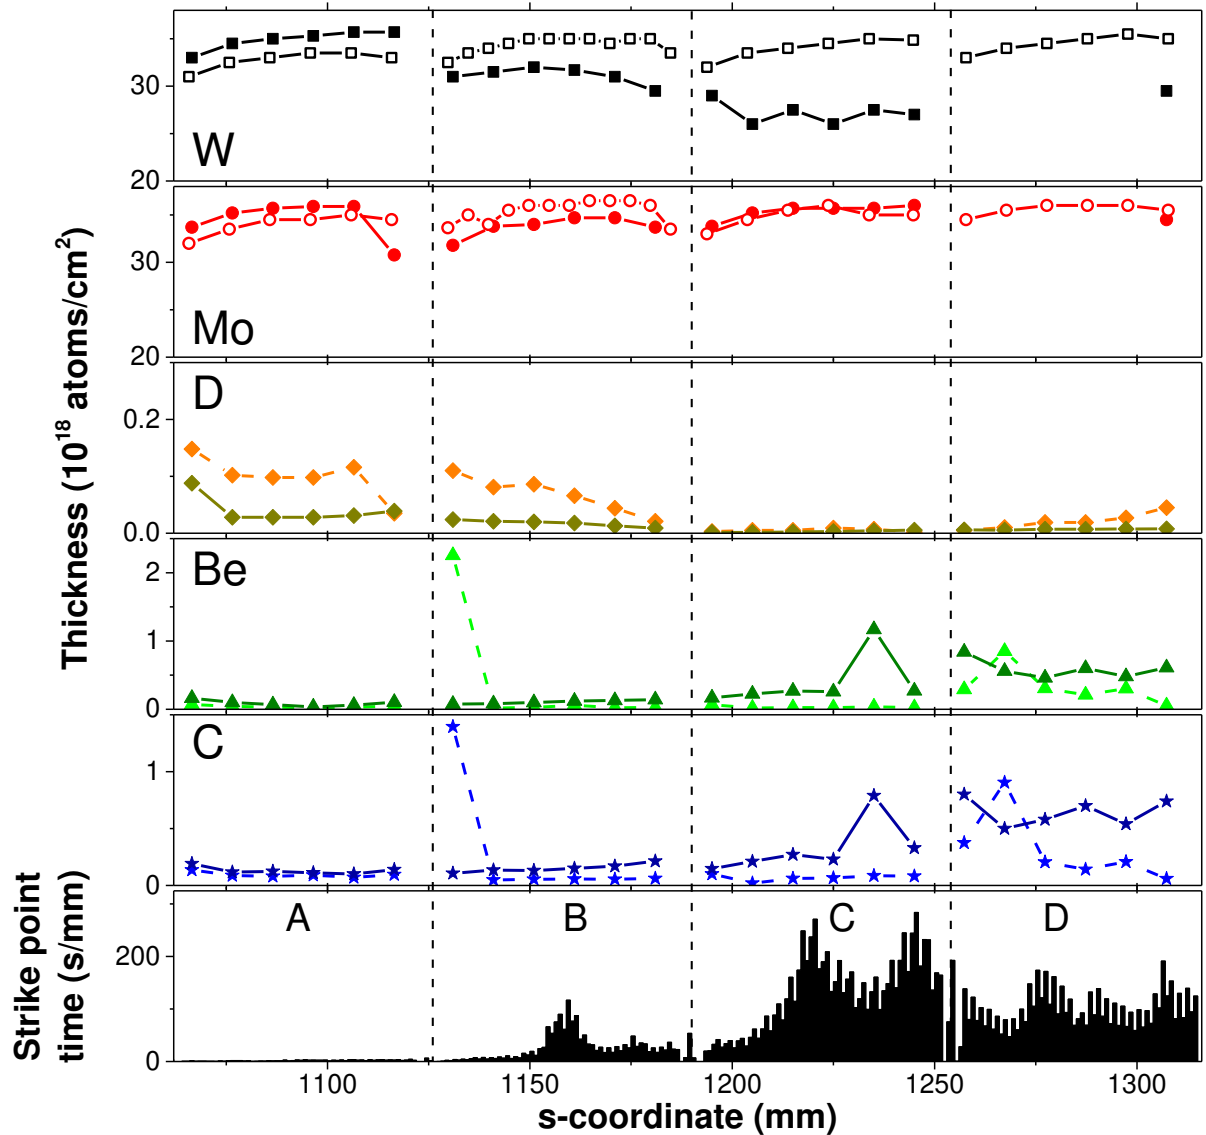 W
30
20
Mo
30
20
D
0.2
0.0
Be
2
1
0
C
1
0
A B C D
200
0
1100 1150 1200 1250 1300
s-coordinate (mm)
Thickness (10^18 atoms/cm^2)
Strike point
time (s/mm)